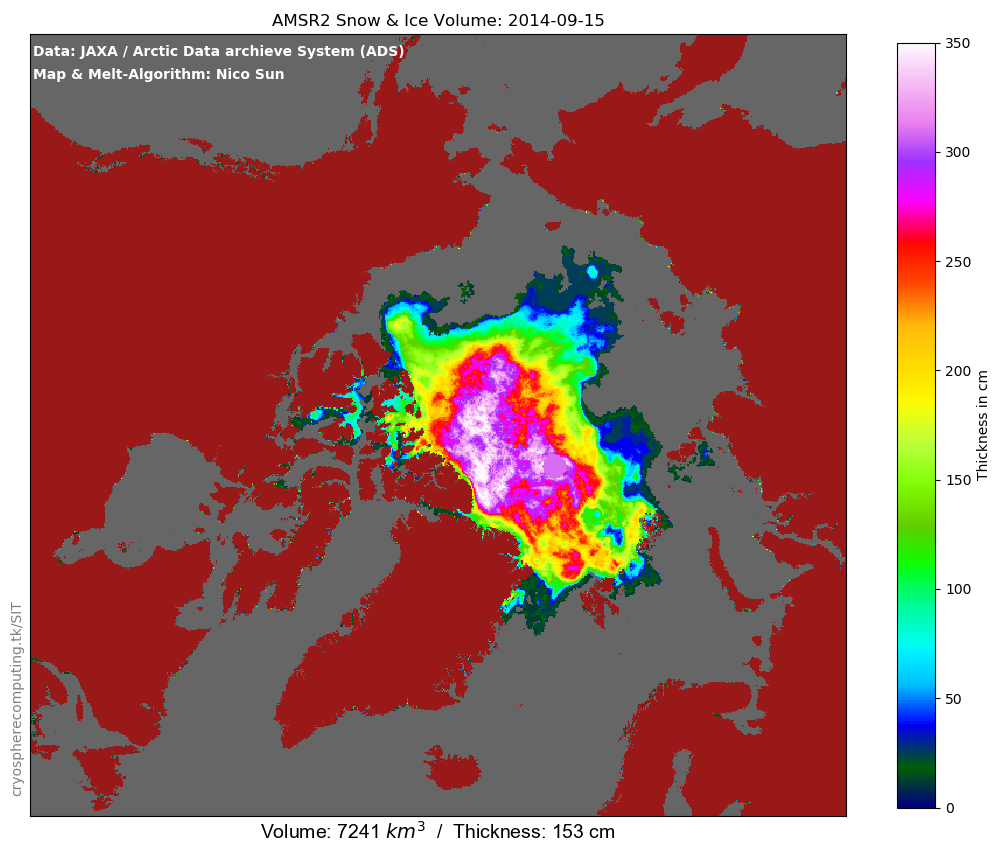 AMSR2 Snow & Ice Volume: 2014-09-15
Data: JAXA / Arctic Data archieve System (ADS)
Map & Melt-Algorithm: Nico Sun
350
300
250
200
150
100
50
0
Thickness in cm
cryospherecomputing.tk/SIT
Volume: 7241 km³ / Thickness: 153 cm